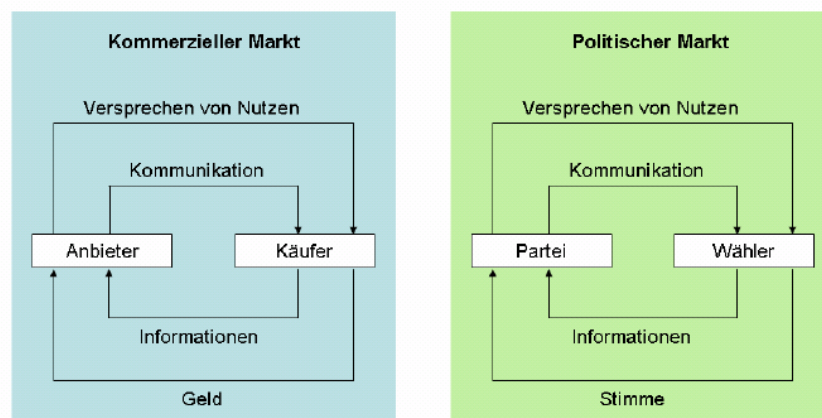 Kommerzieller Markt
Versprechen von Nutzen
Kommunikation
Anbieter
Käufer
Informationen
Geld
Politischer Markt
Versprechen von Nutzen
Kommunikation
Partei
Wähler
Informationen
Stimme